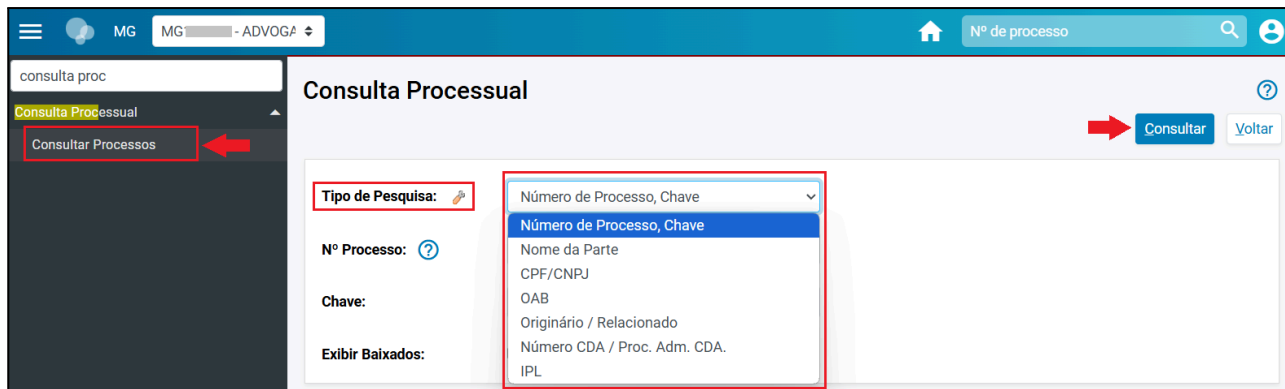 MG
MG1 - ADVOGA
Nº de processo
consulta proc
Consulta Processual
Consultar Processos
Consulta Processual
Consultar
Voltar
Tipo de Pesquisa:
Número de Processo, Chave
Número de Processo, Chave
Nome da Parte
CPF/CNPJ
OAB
Originário / Relacionado
Número CDA / Proc. Adm. CDA.
IPL
Nº Processo:
Chave:
Exibir Baixados: